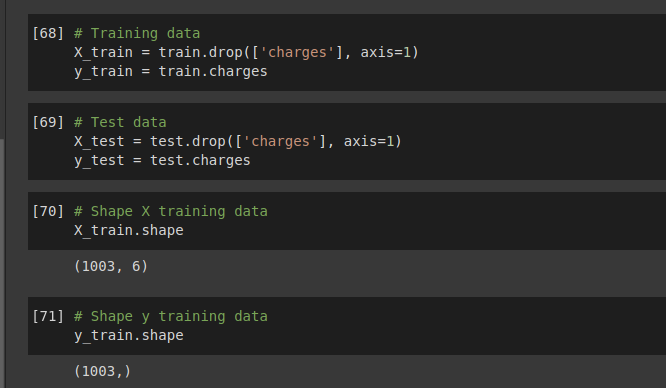 [68] # Training data
X_train = train.drop(['charges'], axis=1)
y_train = train.charges
[69] # Test data
X_test = test.drop(['charges'], axis=1)
y_test = test.charges
[70] # Shape X training data
X_train.shape
(1003, 6)
[71] # Shape y training data
y_train.shape
(1003,)